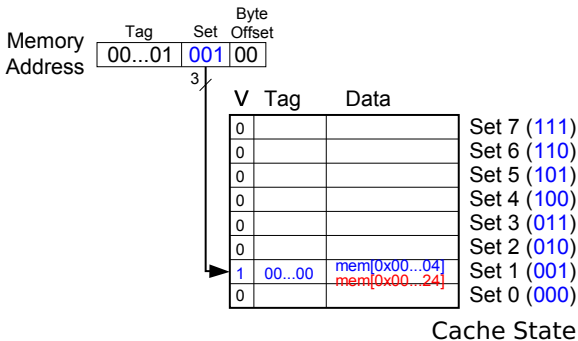 Byte
Tag Set Offset
Memory Address 00...01 001 00
3
V Tag Data
0 Set 7 (111)
0 Set 6 (110)
0 Set 5 (101)
0 Set 4 (100)
0 Set 3 (011)
0 Set 2 (010)
1 00...00 mem[0x00...04] Set 1 (001)
mem[0x00...24]
0 Set 0 (000)
Cache State